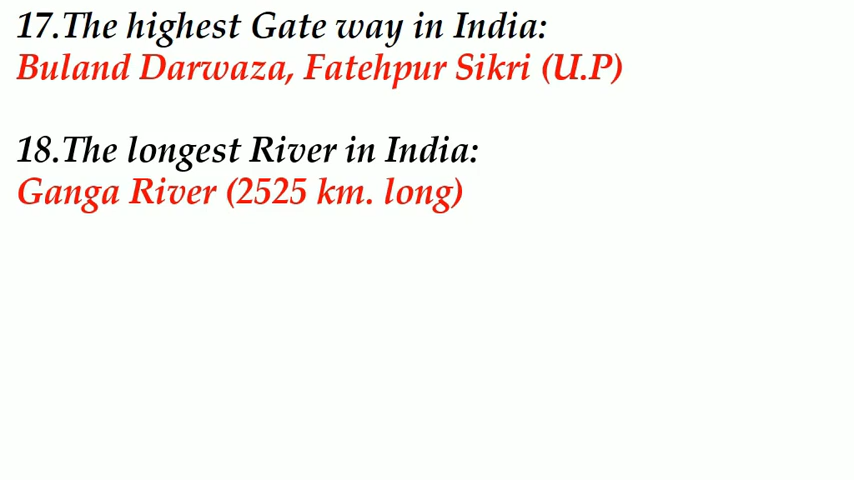 17.The highest Gate way in India:
Buland Darwaza, Fatehpur Sikri (U.P)
18.The longest River in India:
Ganga River (2525 km. long)